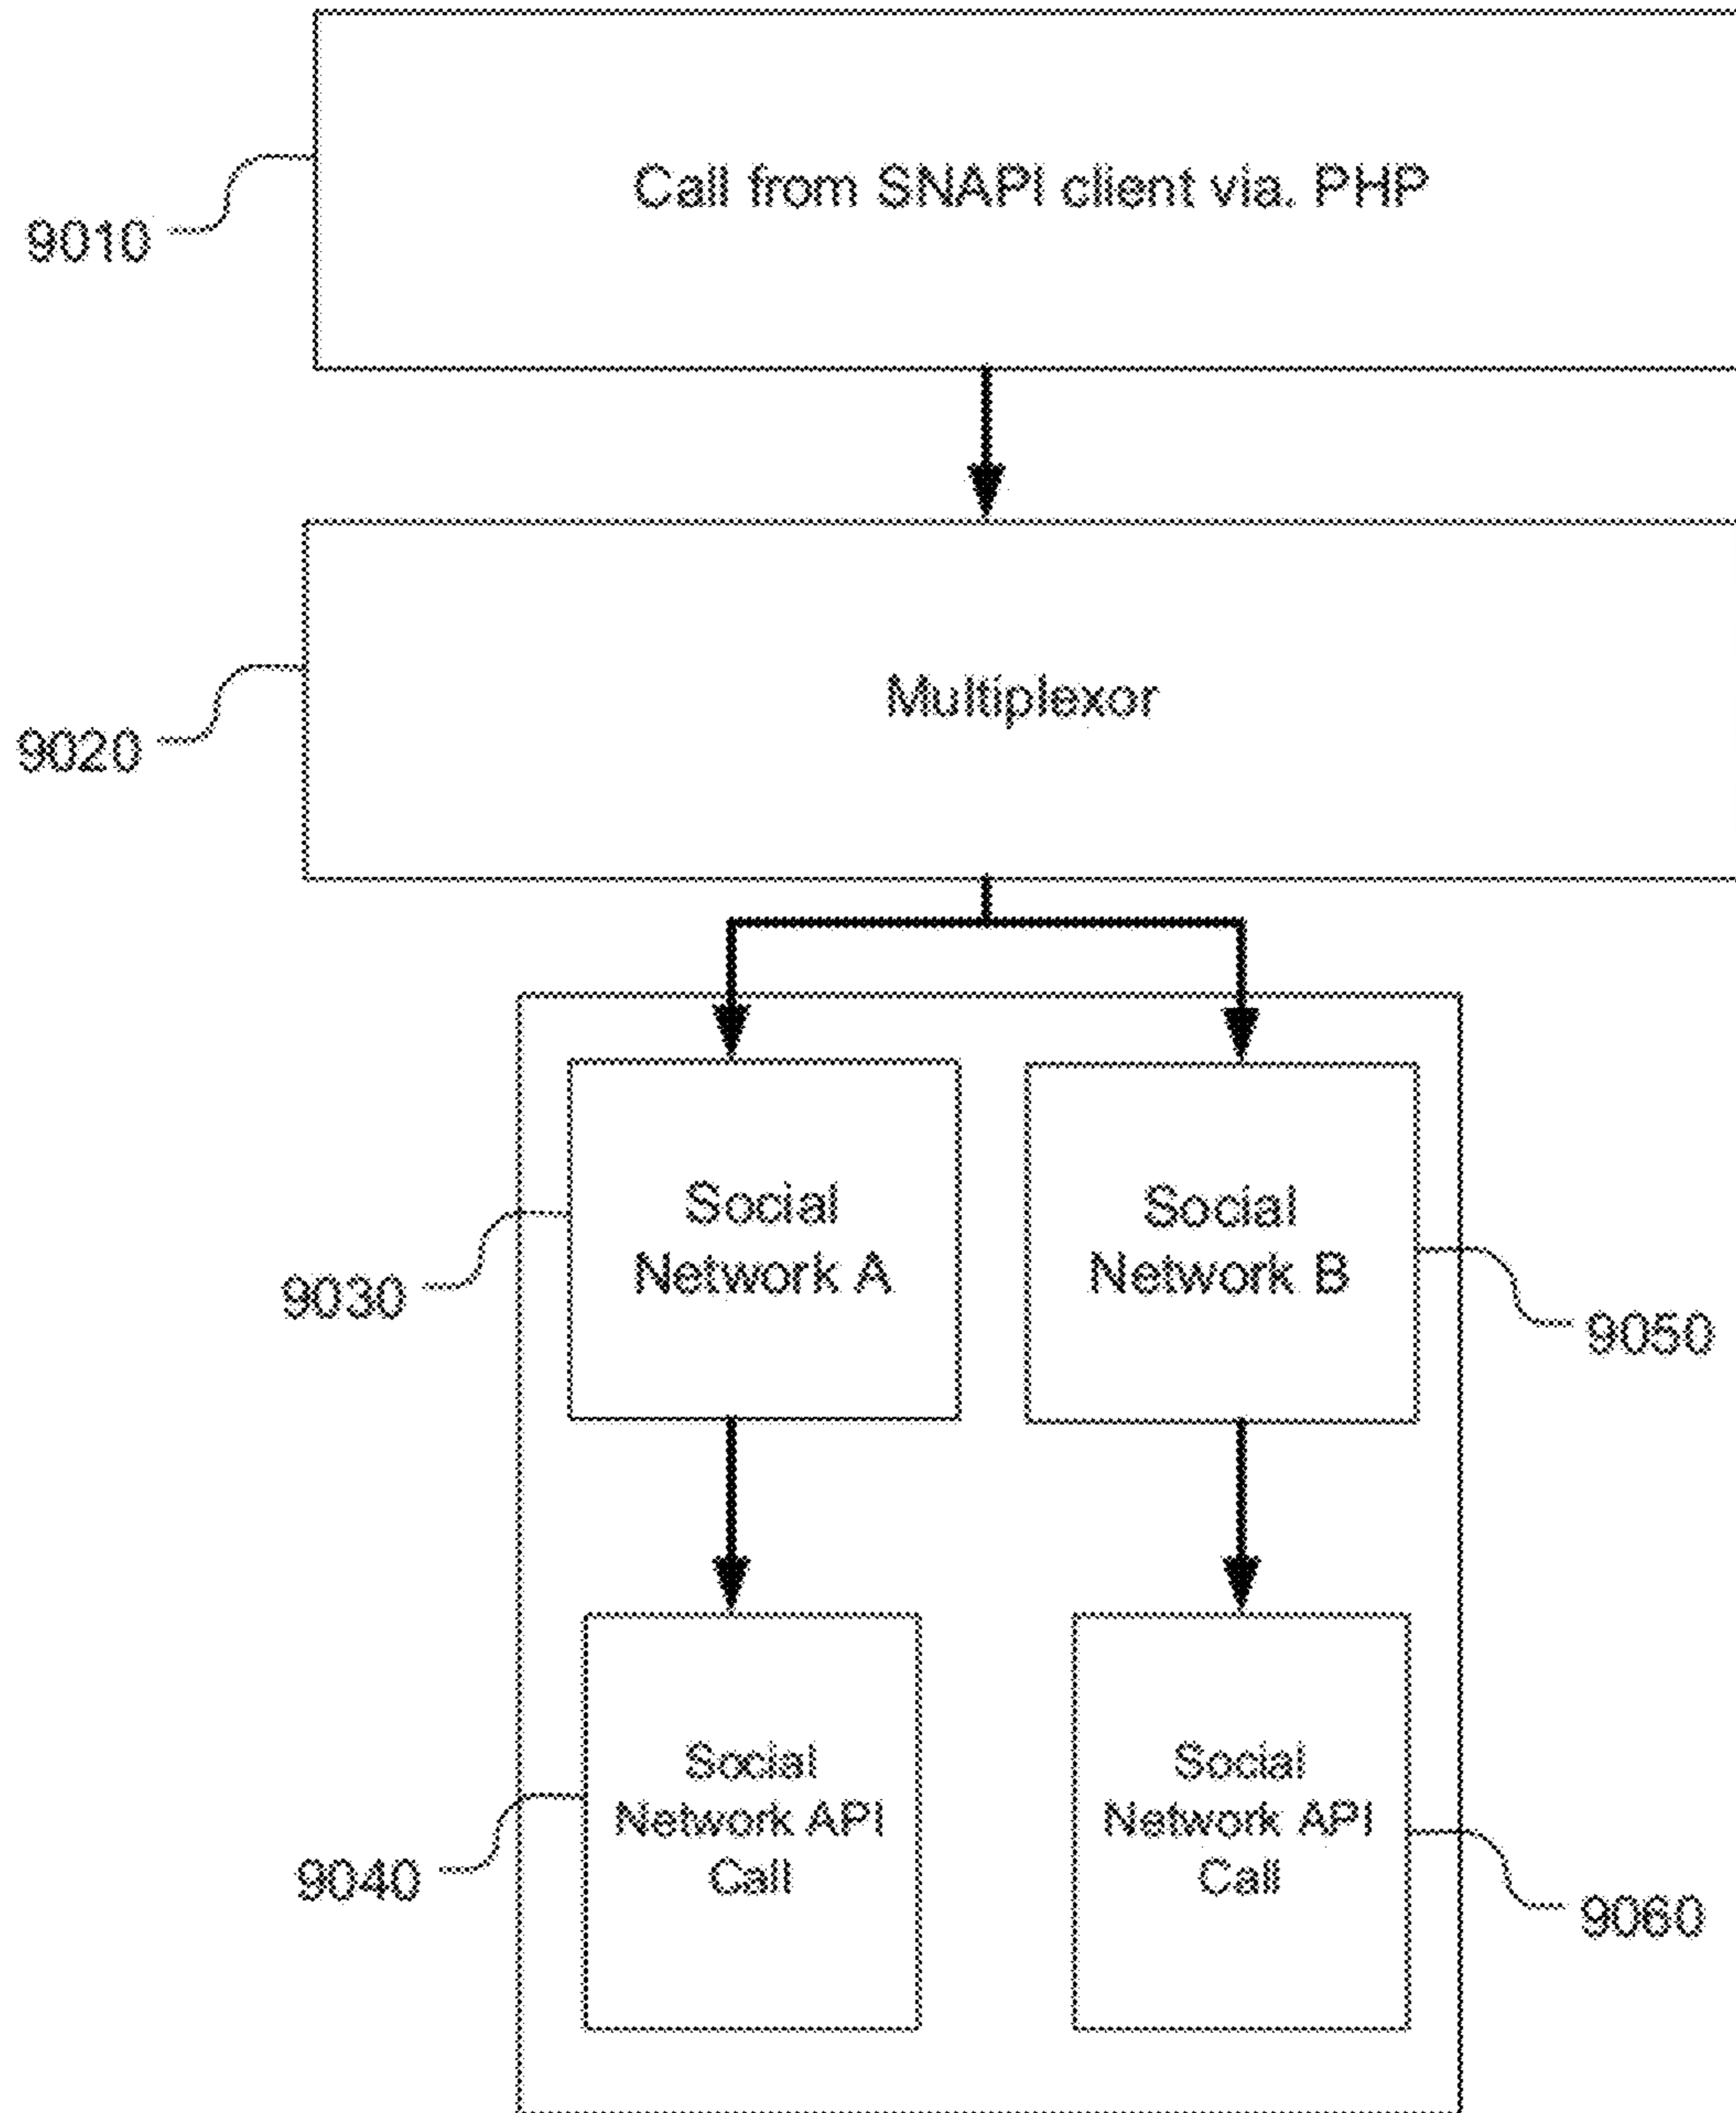 Call from SNAPI client via. PHP
9010
Multiplexor
9020
Social
Network A
9030
Social
Network B
9050
Social
Network API
Call
9040
Social
Network API
Call
9060